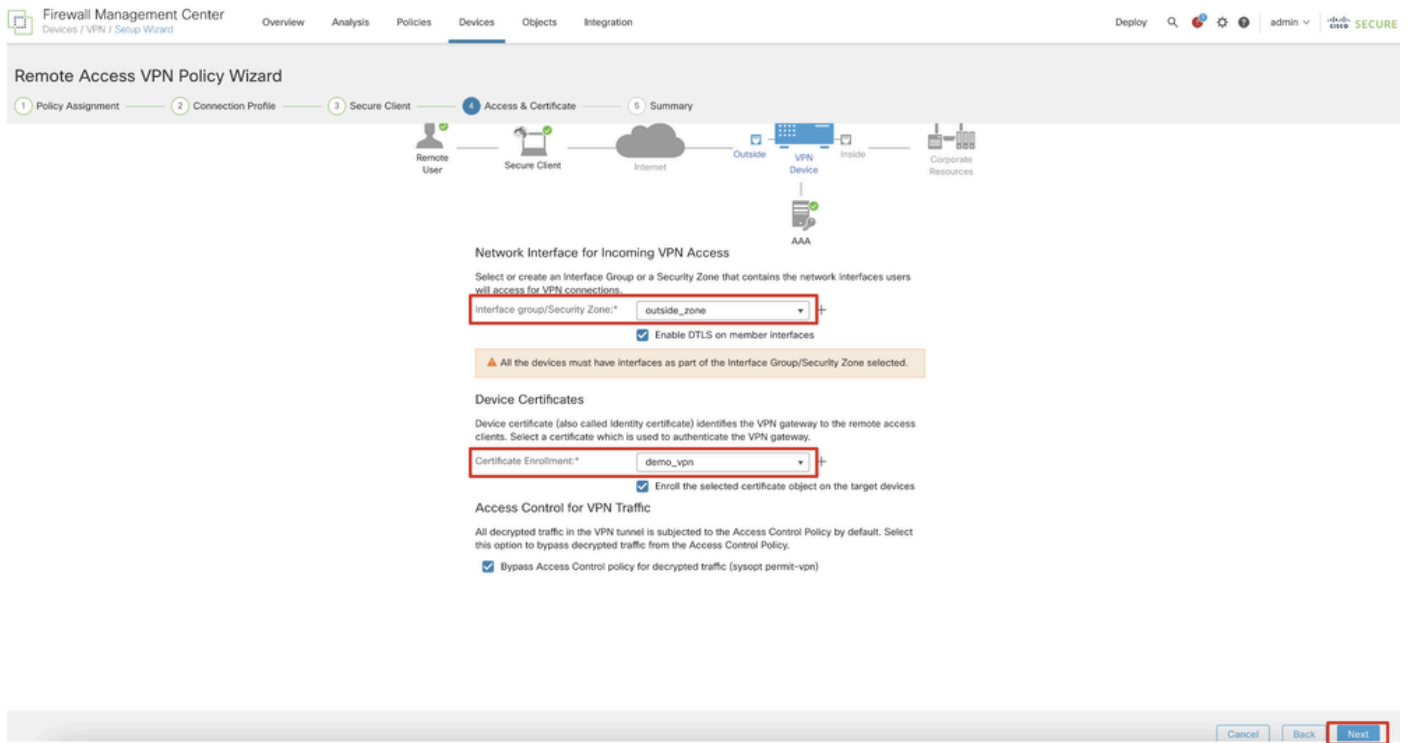 Firewall Management Center
Devices / VPN / Setup Wizard
Overview Analysis Policies Devices Objects Integration
Deploy admin
cisco SECURE
Remote Access VPN Policy Wizard
1 Policy Assignment 2 Connection Profile 3 Secure Client 4 Access & Certificate 5 Summary
Remote
User
Secure Client
Internet
Outside
VPN
Device
Inside
Corporate
Resources
AAA
Network Interface for Incoming VPN Access
Select or create an Interface Group or a Security Zone that contains the network interfaces users
will access for VPN connections.
Interface group/Security Zone:* outside_zone +
Enable DTLS on member interfaces
All the devices must have interfaces as part of the Interface Group/Security Zone selected.
Device Certificates
Device certificate (also called Identity certificate) identifies the VPN gateway to the remote access
clients. Select a certificate which is used to authenticate the VPN gateway.
Certificate Enrollment:* demo_vpn +
Enroll the selected certificate object on the target devices
Access Control for VPN Traffic
All decrypted traffic in the VPN tunnel is subjected to the Access Control Policy by default. Select
this option to bypass decrypted traffic from the Access Control Policy.
Bypass Access Control policy for decrypted traffic (sysopt permit-vpn)
Cancel Back Next